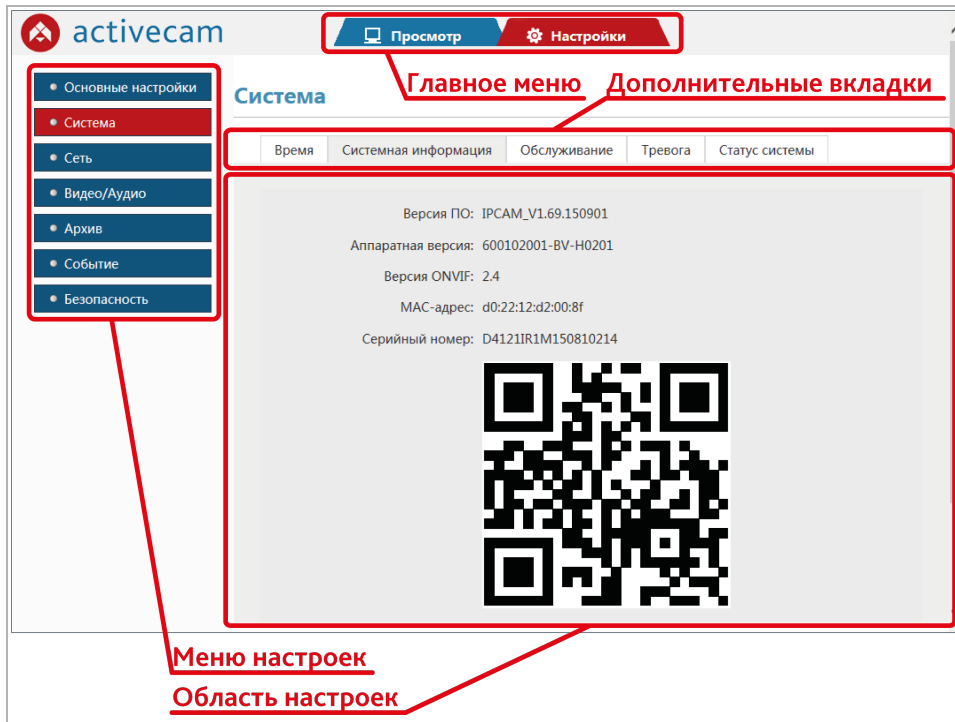 activecam
Просмотр
Настройки
Главное меню
Дополнительные вкладки
Основные настройки
Система
Сеть
Видео/Аудио
Архив
Событие
Безопасность
Система
Время Системная информация Обслуживание Тревога Статус системы
Версия ПО: IPCAM_V1.69.150901
Аппаратная версия: 600102001-BV-H0201
Версия ONVIF: 2.4
MAC-адрес: d0:22:12:d2:00:8f
Серийный номер: D4121IR1M150810214
Меню настроек
Область настроек